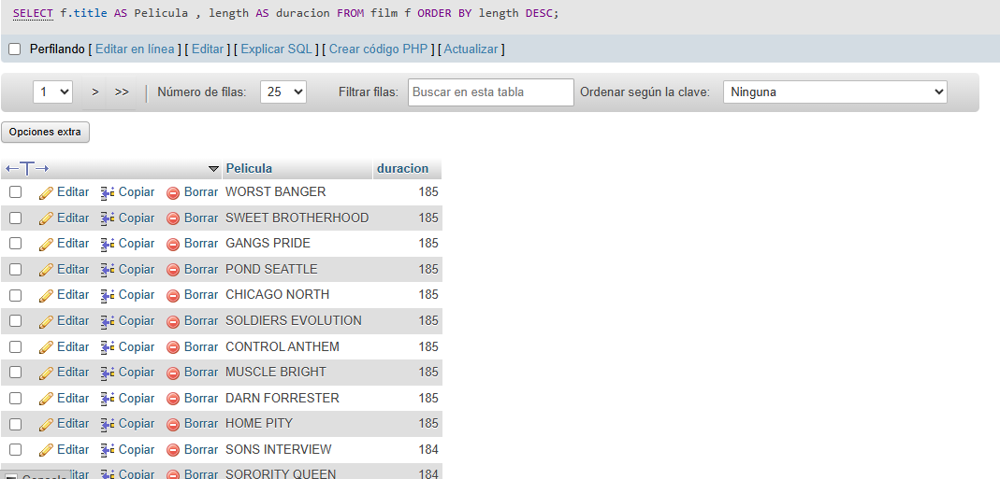 SELECT f.title AS Pelicula , length AS duracion FROM film f ORDER BY length DESC;
Perfilando [ Editar en línea ] [ Editar ] [ Explicar SQL ] [ Crear código PHP ] [ Actualizar ]
1 > >> | Número de filas: 25 Filtrar filas: Buscar en esta tabla Ordenar según la clave: Ninguna
Opciones extra
←T→ Pelicula duracion
Editar Copiar Borrar WORST BANGER 185
Editar Copiar Borrar SWEET BROTHERHOOD 185
Editar Copiar Borrar GANGS PRIDE 185
Editar Copiar Borrar POND SEATTLE 185
Editar Copiar Borrar CHICAGO NORTH 185
Editar Copiar Borrar SOLDIERS EVOLUTION 185
Editar Copiar Borrar CONTROL ANTHEM 185
Editar Copiar Borrar MUSCLE BRIGHT 185
Editar Copiar Borrar DARN FORRESTER 185
Editar Copiar Borrar HOME PITY 185
Editar Copiar Borrar SONS INTERVIEW 184
Copiar Borrar SORORITY QUEEN 184